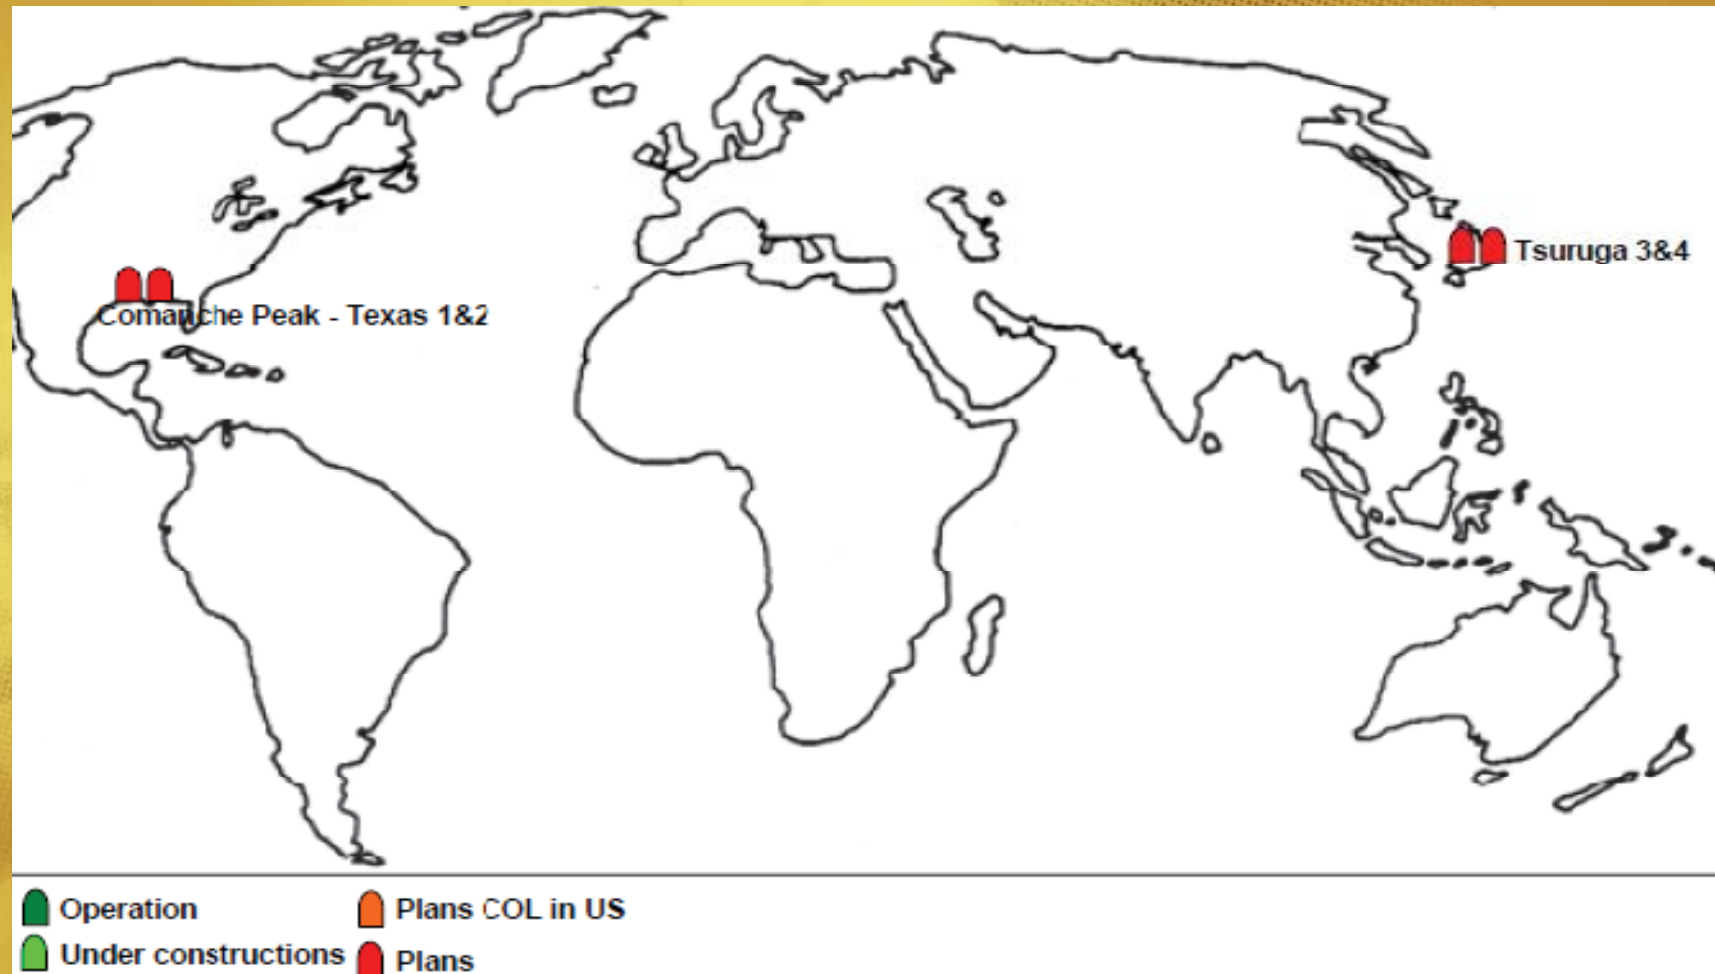 Tsuruga 3&4
Comanche Peak - Texas 1&2
Operation
Plans COL in US
Under constructions
Plans